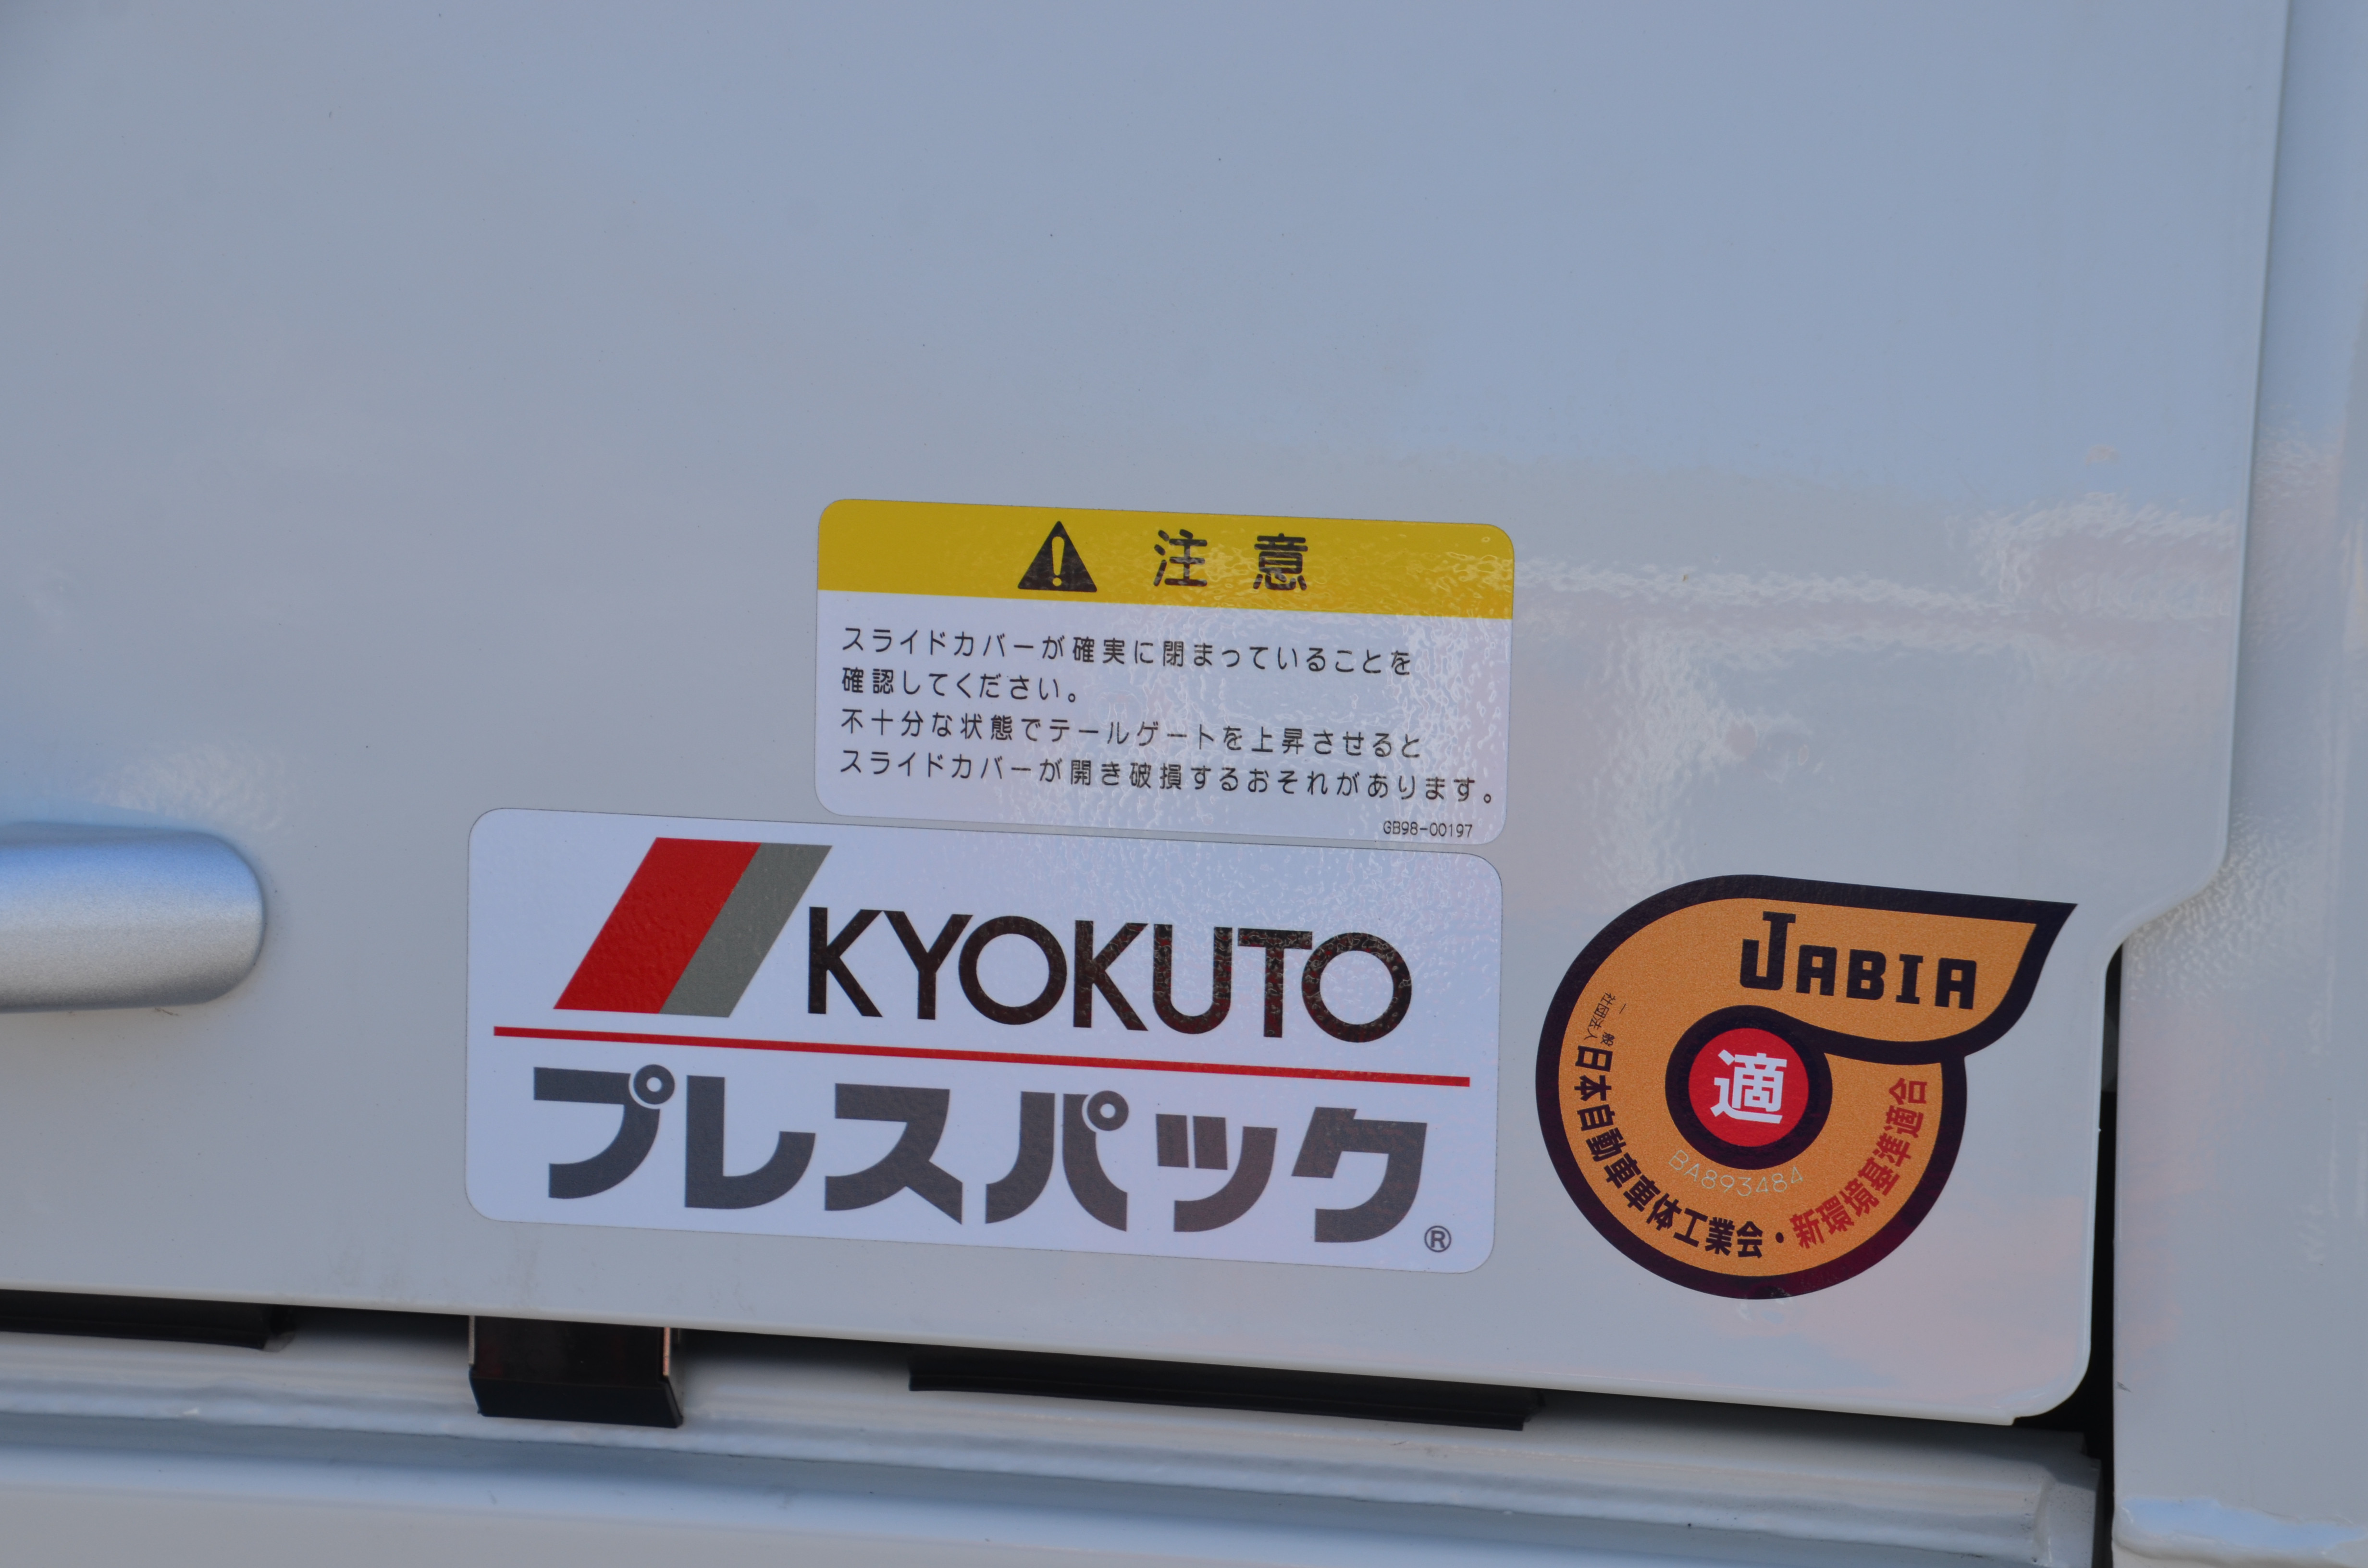 注意
スライドカバーが確実に閉まっていることを
確認してください。
不十分な状態でテールゲートを上昇させると
スライドカバーが開き破損するおそれがあります。
GB98-00197
KYOKUTO
プレスパック®
JABIA
適
BA893484
一般社団法人
日本自動車車体工業会・新環境基準適合